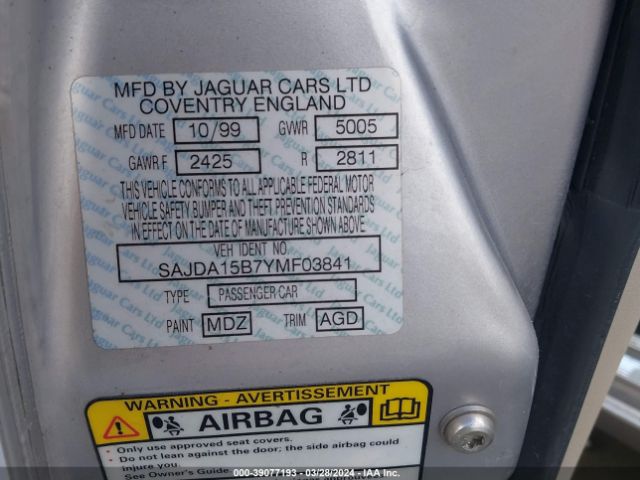 MFD BY JAGUAR CARS LTD
COVENTRY ENGLAND
MFD DATE 10/99 GVWR 5005
GAWR F 2425 R 2811
THIS VEHICLE CONFORMS TO ALL APPLICABLE FEDERAL MOTOR
VEHICLE SAFETY BUMPER AND THEFT PREVENTION STANDARDS
IN EFFECT ON THE DATE OF MANUFACTURE SHOWN ABOVE
VEH IDENT NO.
SAJDA15B7YMF03841
TYPE PASSENGER CAR
PAINT MDZ TRIM AGD
WARNING - AVERTISSEMENT
AIRBAG
• Only use approved seat covers.
• Do not lean against the door; the side airbag could
injure you.
See Owner's Guide
000-39077193 - 03/28/2024 - IAA Inc.